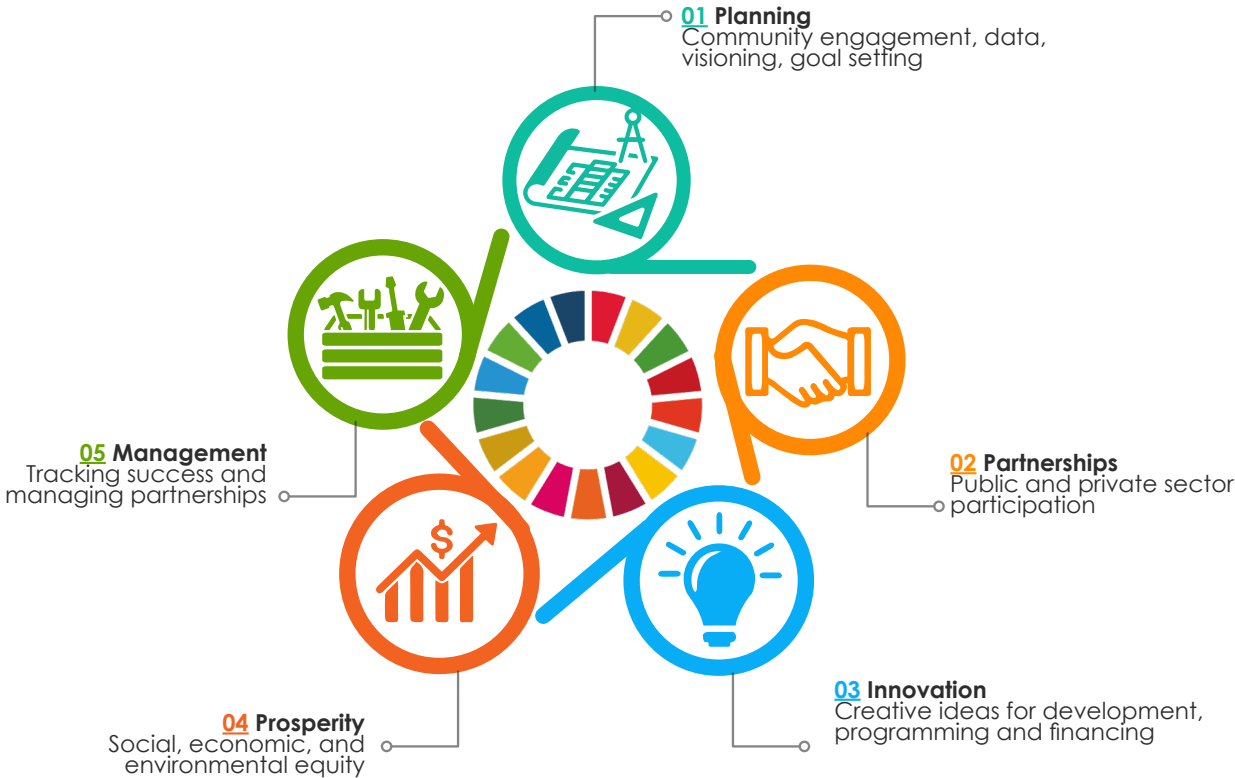 01 Planning
Community engagement, data,
visioning, goal setting
02 Partnerships
Public and private sector
participation
03 Innovation
Creative ideas for development,
programming and financing
04 Prosperity
Social, economic, and
environmental equity
05 Management
Tracking success and
managing partnerships
$